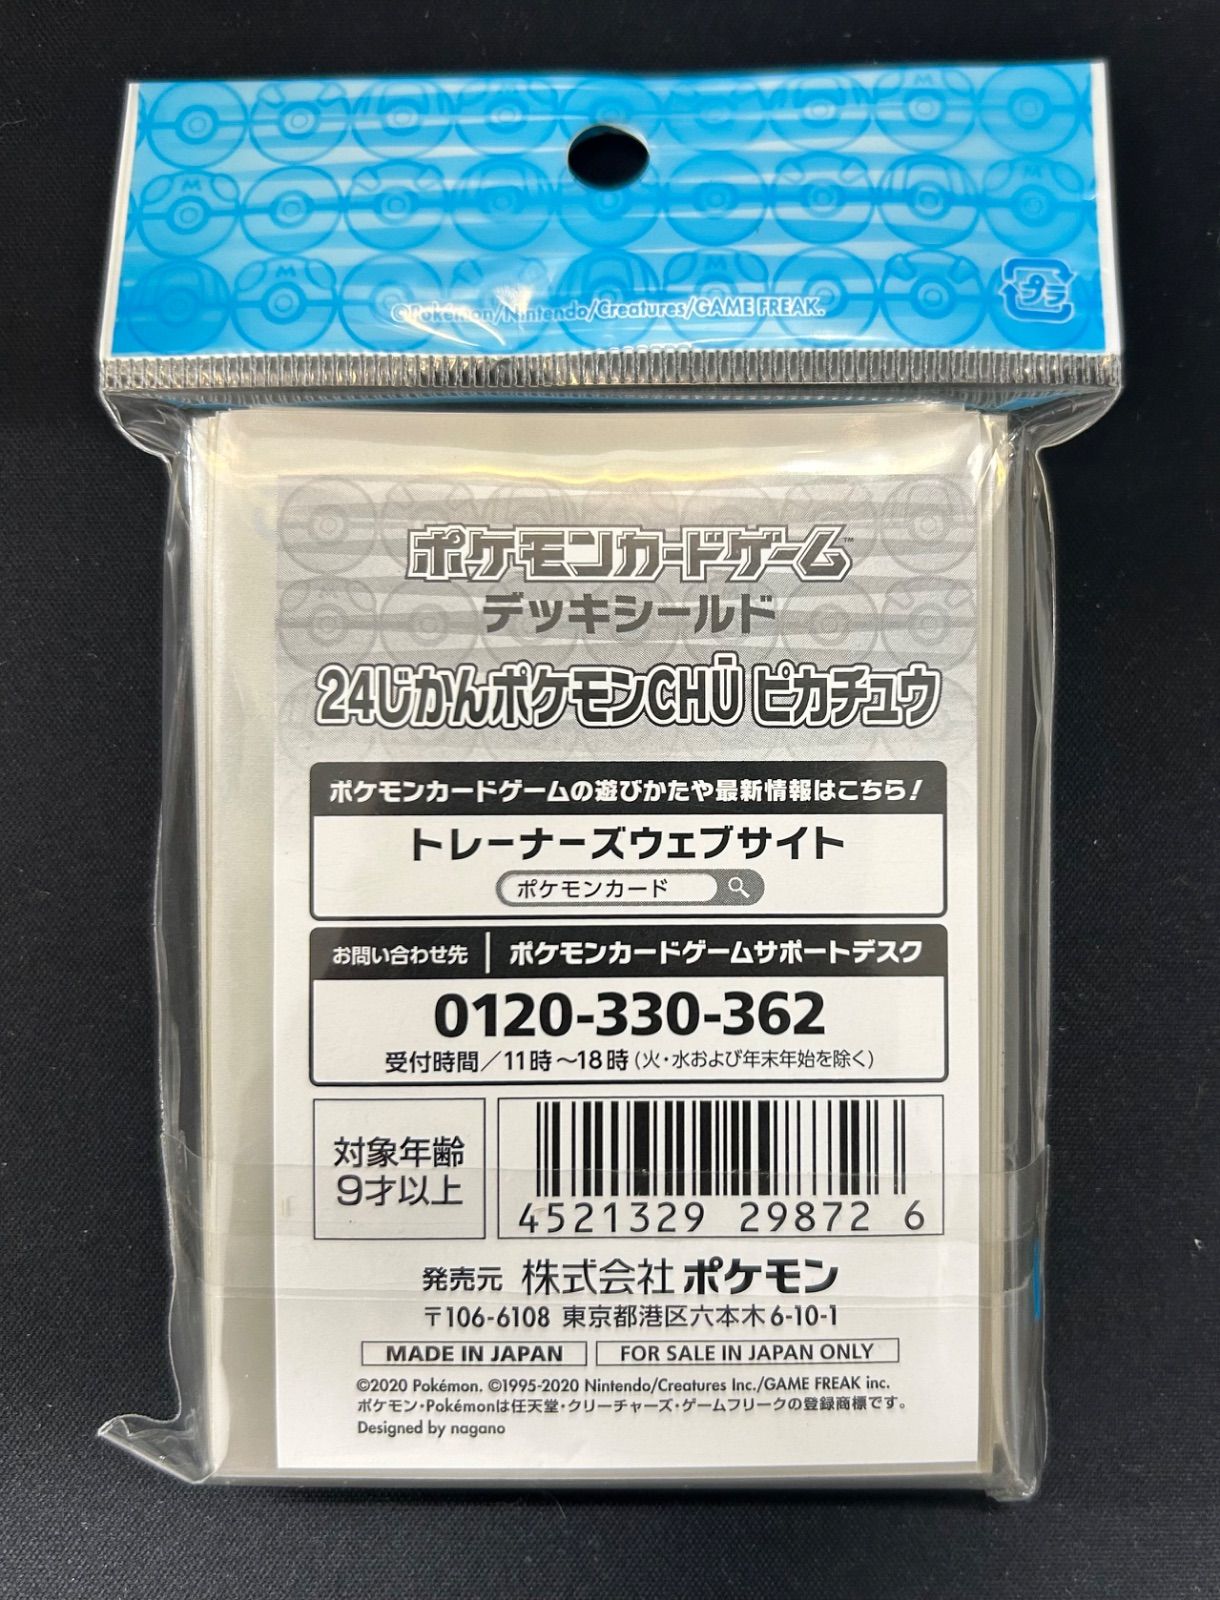 ©Pokémon/Nintendo/Creatures/GAME FREAK.
プラ
ポケモンカードゲーム™
デッキシールド
24じかんポケモンCHŪ ピカチュウ
ポケモンカードゲームの遊びかたや最新情報はこちら!
トレーナーズウェブサイト
ポケモンカード
お問い合わせ先 | ポケモンカードゲームサポートデスク
0120-330-362
受付時間/11時〜18時(火・水および年末年始を除く)
対象年齢
9才以上
4521329 29872 6
発売元 株式会社 ポケモン
〒106-6108 東京都港区六本木6-10-1
MADE IN JAPAN FOR SALE IN JAPAN ONLY
©2020 Pokémon. ©1995-2020 Nintendo/Creatures Inc./GAME FREAK inc.
ポケモン・Pokémonは任天堂・クリーチャーズ・ゲームフリークの登録商標です。
Designed by nagano